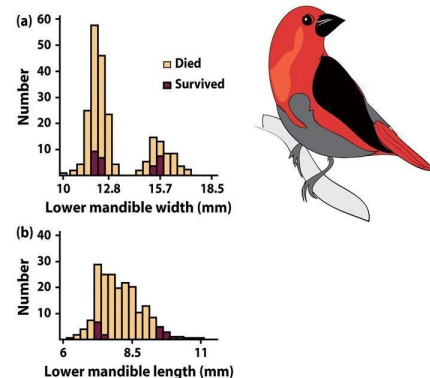 (a)
Number
60
50
40
30
20
10
Died
Survived
10 12.8 15.7 18.5
Lower mandible width (mm)
(b)
Number
40
30
20
10
6 8.5 11
Lower mandible length (mm)